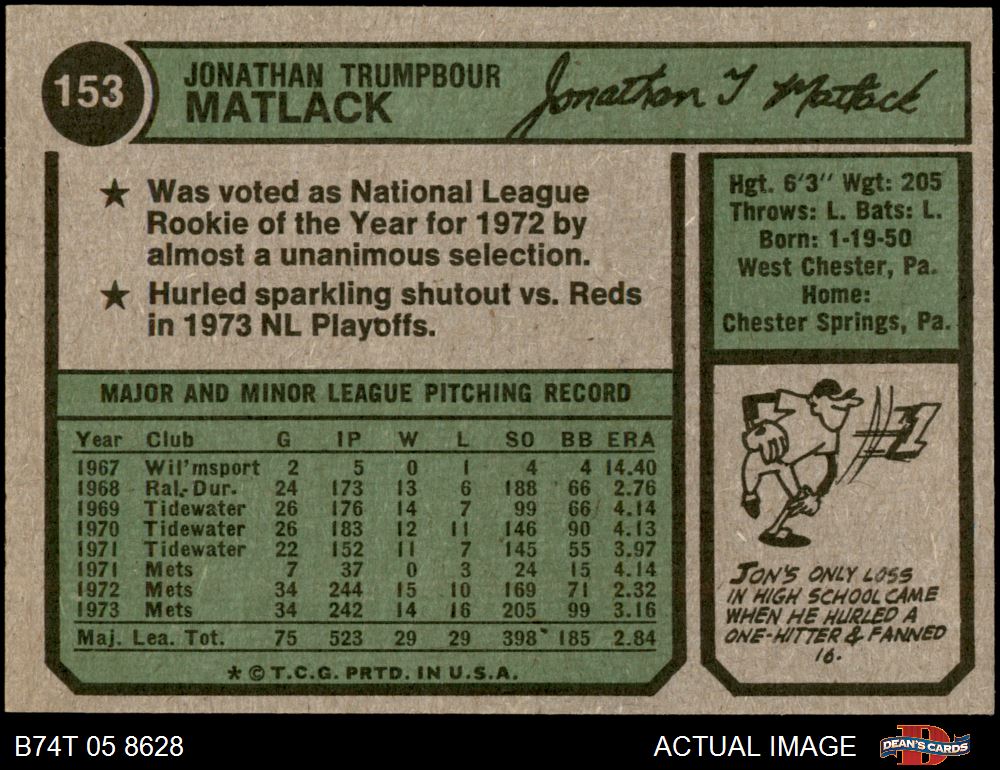 153
JONATHAN TRUMPBOUR
MATLACK
Jonathan T Matlack
★ Was voted as National League
Rookie of the Year for 1972 by
almost a unanimous selection.
★ Hurled sparkling shutout vs. Reds
in 1973 NL Playoffs.
Hgt. 6'3" Wgt: 205
Throws: L. Bats: L.
Born: 1-19-50
West Chester, Pa.
Home:
Chester Springs, Pa.
MAJOR AND MINOR LEAGUE PITCHING RECORD
Year Club G IP W L SO BB ERA
1967 Wil'msport 2 5 0 1 4 4 14.40
1968 Ral.-Dur. 24 173 13 6 188 66 2.76
1969 Tidewater 26 176 14 7 99 66 4.14
1970 Tidewater 26 183 12 11 146 90 4.13
1971 Tidewater 22 152 11 7 145 55 3.97
1971 Mets 7 37 0 3 24 15 4.14
1972 Mets 34 244 15 10 169 71 2.32
1973 Mets 34 242 14 16 205 99 3.16
Maj. Lea. Tot. 75 523 29 29 398 185 2.84
* © T.C.G. PRTD. IN U.S.A.
#1
JON'S ONLY LOSS
IN HIGH SCHOOL CAME
WHEN HE HURLED A
ONE-HITTER & FANNED
16.
B74T 05 8628
ACTUAL IMAGE
D
DEAN'S CARDS